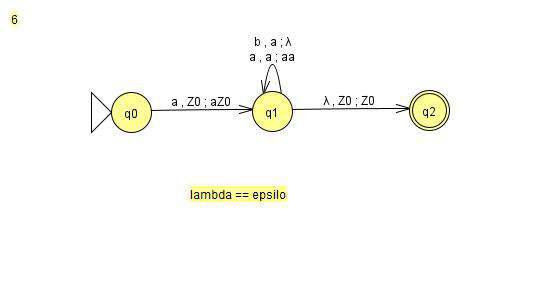 6
b , a ; λ
a , a ; aa
q0
a , Z0 ; aZ0
q1
λ , Z0 ; Z0
q2
lambda == epsilo